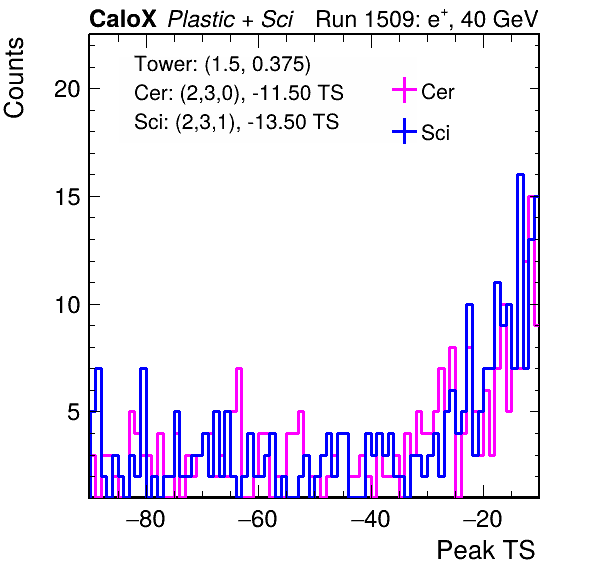 CaloX Plastic + Sci Run 1509: e+, 40 GeV
Counts
Tower: (1.5, 0.375)
Cer: (2,3,0), -11.50 TS
Sci: (2,3,1), -13.50 TS
Cer
Sci
20
15
10
5
−80 −60 −40 −20
Peak TS